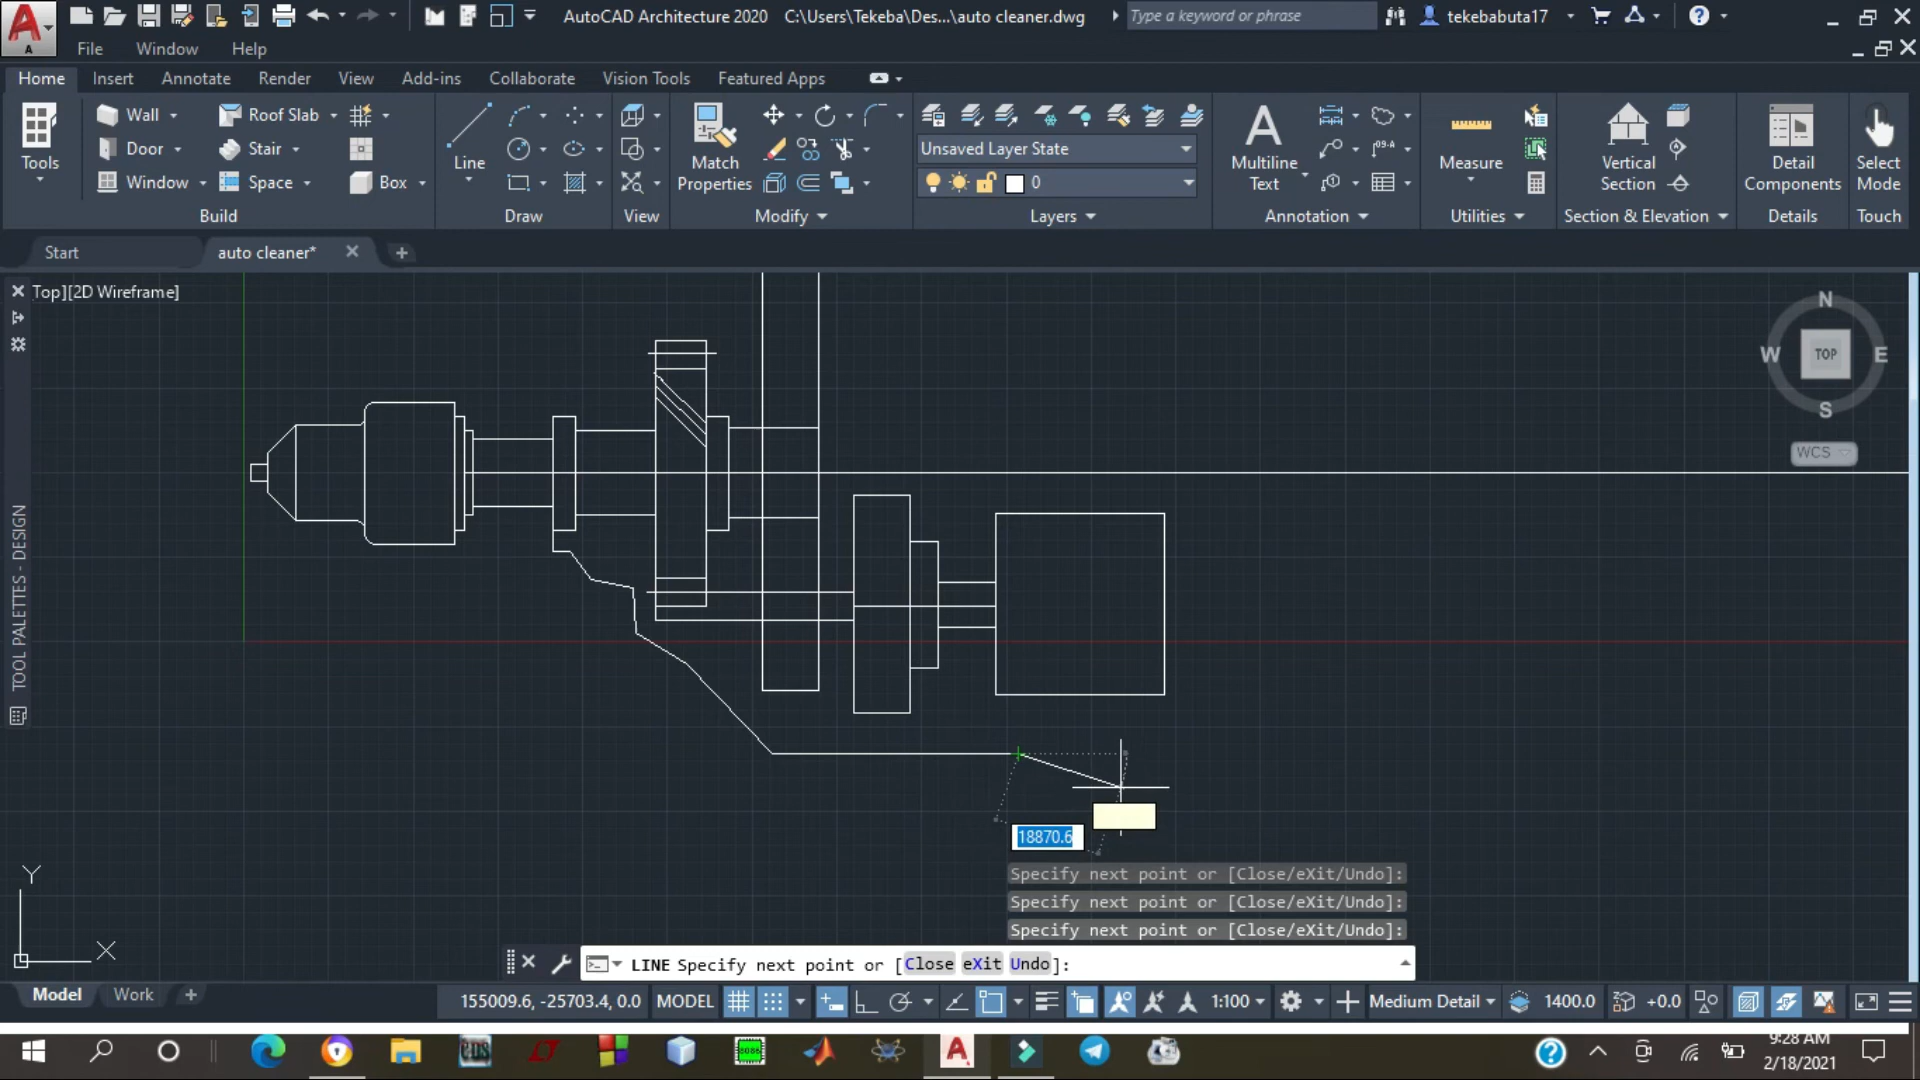 A
A
AutoCAD Architecture 2020 C:\Users\Tekeba\Des...\auto cleaner.dwg
Type a keyword or phrase
tekebabuta17
File Window Help
Home Insert Annotate Render View Add-ins Collaborate Vision Tools Featured Apps
Tools
Wall
Door
Window
Roof Slab
Stair
Space
Box
Build
Line
Draw
View
Match
Properties
Modify
Unsaved Layer State
0
Layers
A
Multiline
Text
Annotation
Measure
Utilities
Vertical
Section
Section & Elevation
Detail
Components
Details
Select
Mode
Touch
Start
auto cleaner*
Top][2D Wireframe]
N
W
TOP
E
S
WCS
TOOL PALETTES - DESIGN
18870.6
Y
X
Specify next point or [Close/eXit/Undo]:
Specify next point or [Close/eXit/Undo]:
Specify next point or [Close/eXit/Undo]:
LINE Specify next point or [Close eXit Undo]:
Model Work
155009.6, -25703.4, 0.0 MODEL 1:100 Medium Detail 1400.0 +0.0
9:28 AM
2/18/2021